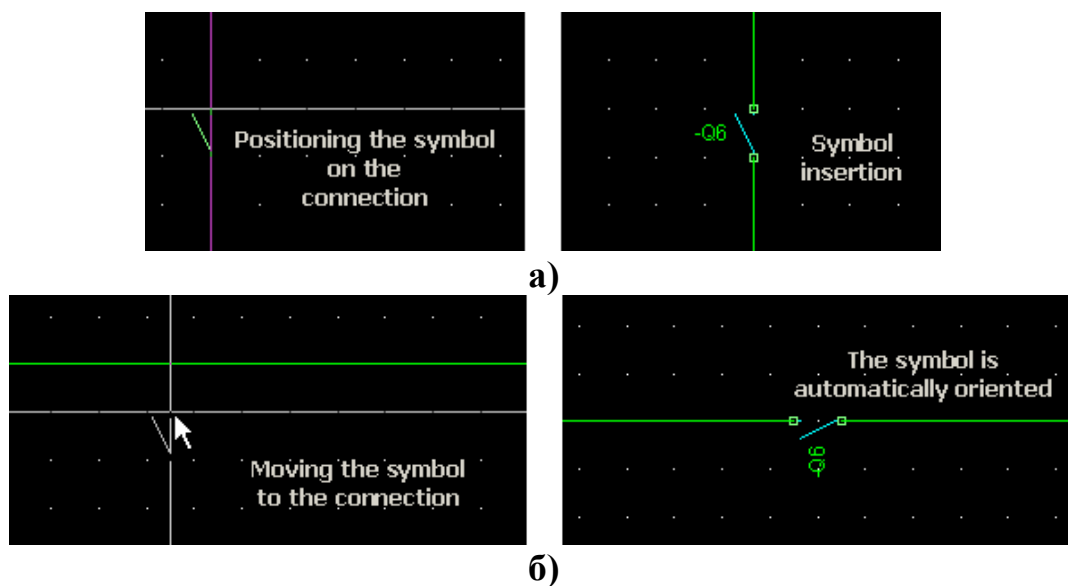 Positioning the symbol
on the
connection
-Q6
Symbol
insertion
а)
Moving the symbol
to the connection
The symbol is
automatically oriented
-Q6
б)